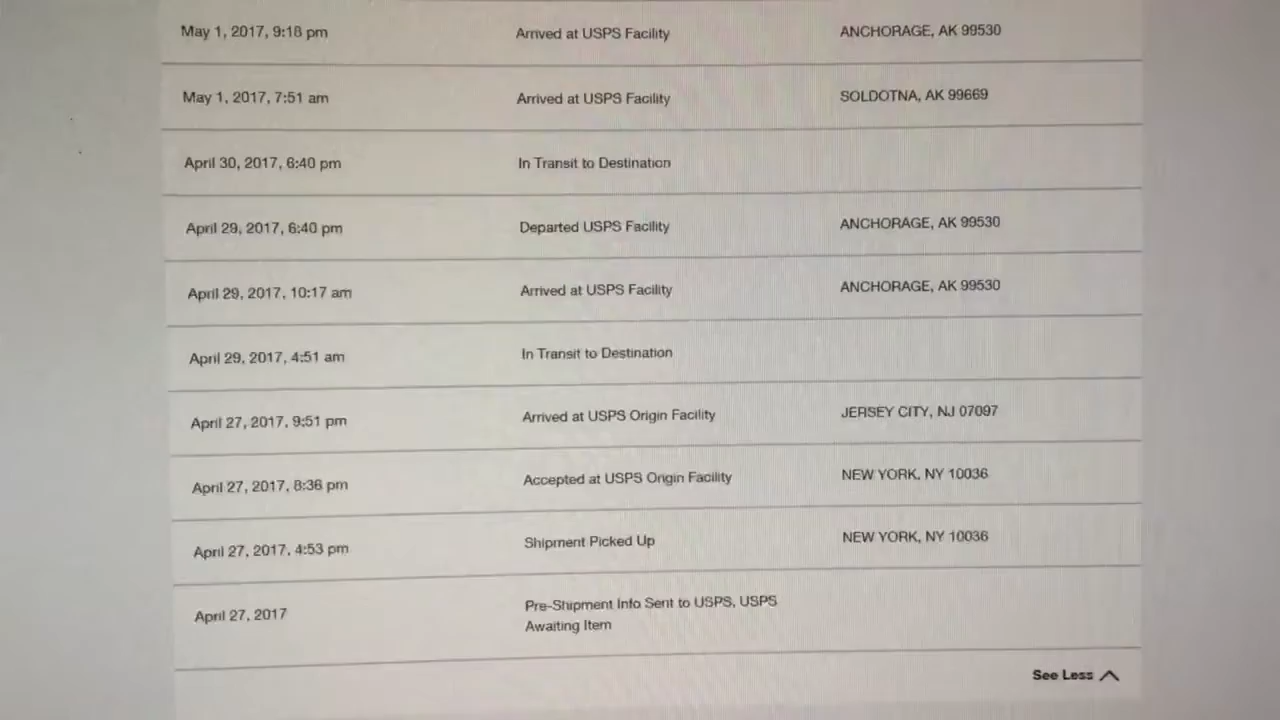 May 1, 2017, 9:18 pm Arrived at USPS Facility ANCHORAGE, AK 99530
May 1, 2017, 7:51 am Arrived at USPS Facility SOLDOTNA, AK 99669
April 30, 2017, 6:40 pm In Transit to Destination
April 29, 2017, 6:40 pm Departed USPS Facility ANCHORAGE, AK 99530
April 29, 2017, 10:17 am Arrived at USPS Facility ANCHORAGE, AK 99530
April 29, 2017, 4:51 am In Transit to Destination
April 27, 2017, 9:51 pm Arrived at USPS Origin Facility JERSEY CITY, NJ 07097
April 27, 2017, 8:36 pm Accepted at USPS Origin Facility NEW YORK, NY 10036
April 27, 2017, 4:53 pm Shipment Picked Up NEW YORK, NY 10036
April 27, 2017 Pre-Shipment Info Sent to USPS, USPS
Awaiting Item
See Less